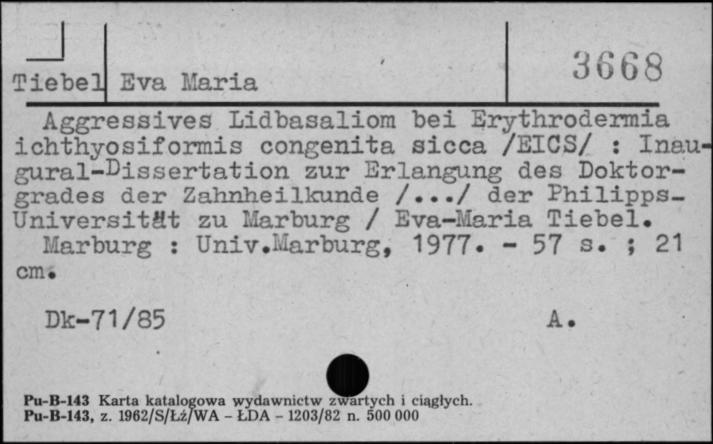 3668
Tiebel Eva Maria
Aggressives Lidbasaliom bei Erythrodermia
ichthyosiformis congenita sicca /EICS/ : Inau-
gural-Dissertation zur Erlangung des Doktor-
grades der Zahnheilkunde /.../ der Philipps-
Universität zu Marburg / Eva-Maria Tiebel.
Marburg : Univ.Marburg, 1977. - 57 s. ; 21
cm.
Dk-71/85 A.
Pu-B-143 Karta katalogowa wydawnictw zwartych i ciągłych.
Pu-B-143, z. 1962/S/Łż/WA - ŁDA - 1203/82 n. 500 000